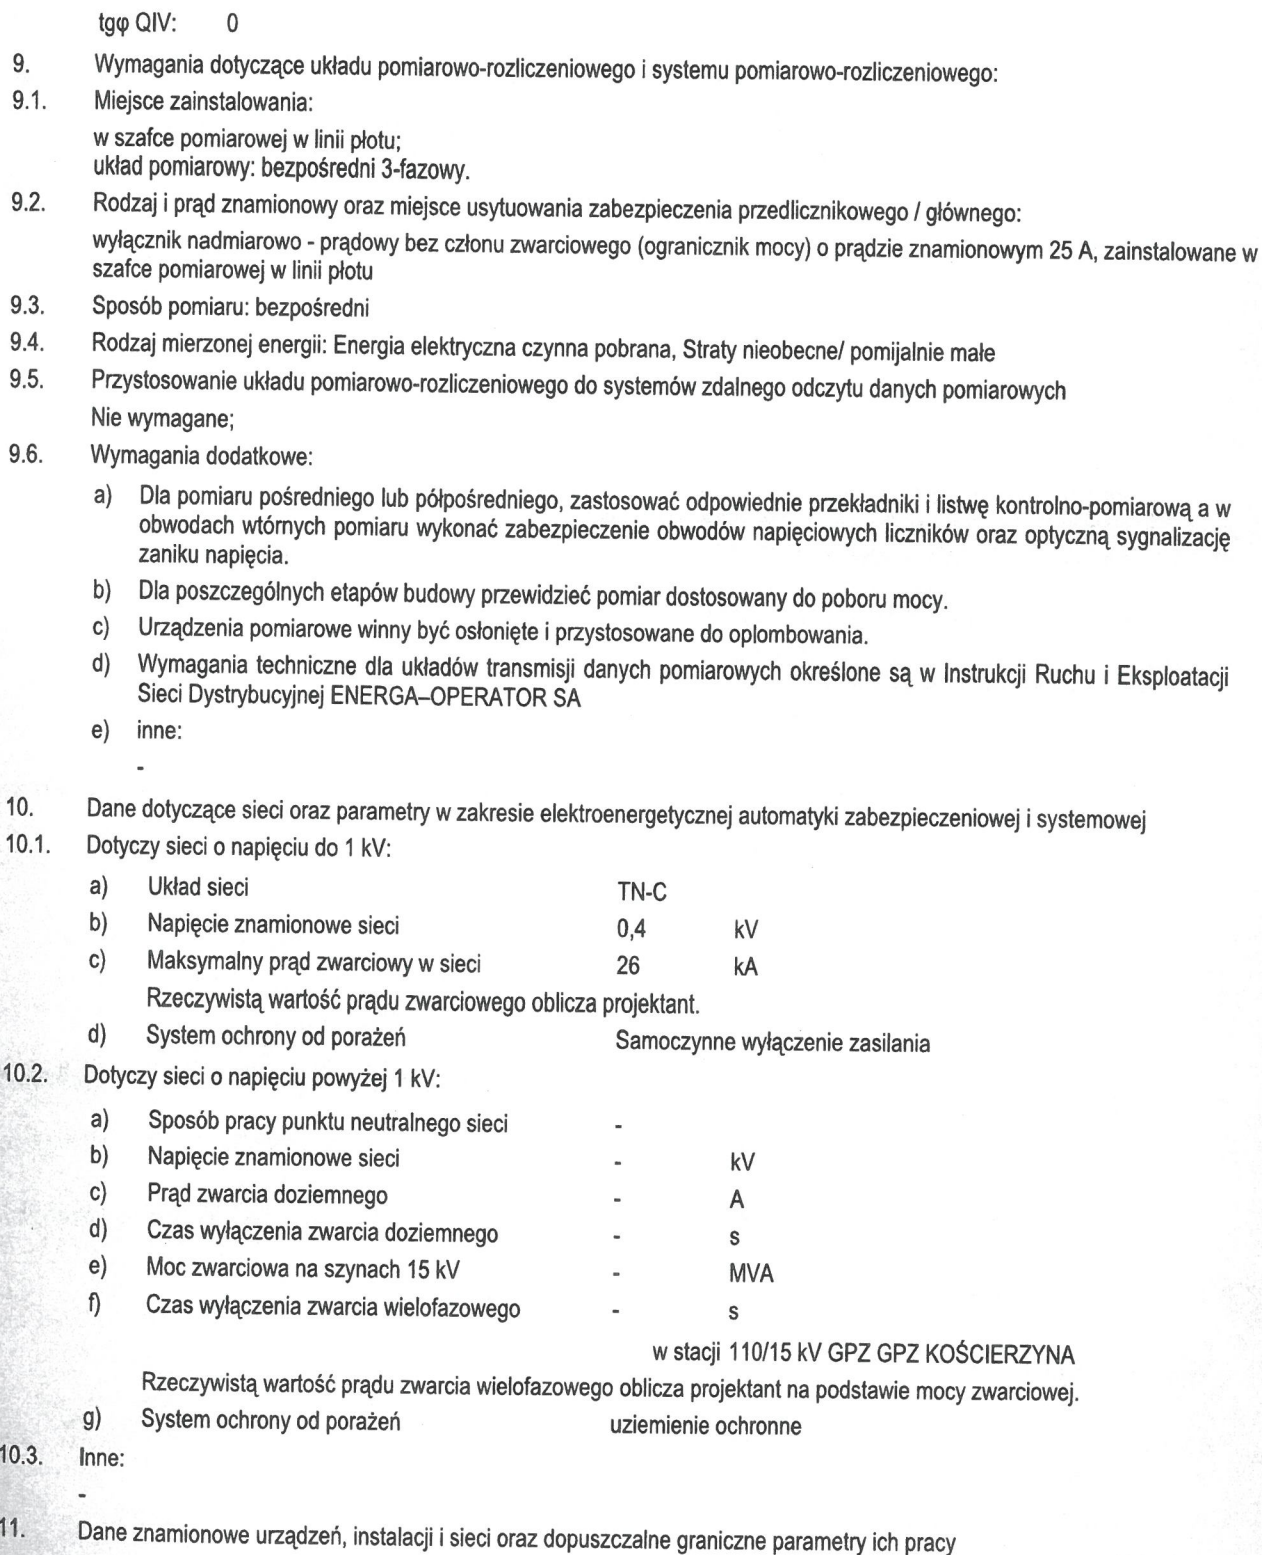 tgφ QIV: 0
9. Wymagania dotyczące układu pomiarowo-rozliczeniowego i systemu pomiarowo-rozliczeniowego:
9.1. Miejsce zainstalowania:
w szafce pomiarowej w linii płotu;
układ pomiarowy: bezpośredni 3-fazowy.
9.2. Rodzaj i prąd znamionowy oraz miejsce usytuowania zabezpieczenia przedlicznikowego / głównego:
wyłącznik nadmiarowo - prądowy bez członu zwarciowego (ogranicznik mocy) o prądzie znamionowym 25 A, zainstalowane w
szafce pomiarowej w linii płotu
9.3. Sposób pomiaru: bezpośredni
9.4. Rodzaj mierzonej energii: Energia elektryczna czynna pobrana, Straty nieobecne/ pomijalnie małe
9.5. Przystosowanie układu pomiarowo-rozliczeniowego do systemów zdalnego odczytu danych pomiarowych
Nie wymagane;
9.6. Wymagania dodatkowe:
a) Dla pomiaru pośredniego lub półpośredniego, zastosować odpowiednie przekładniki i listwę kontrolno-pomiarową a w
obwodach wtórnych pomiaru wykonać zabezpieczenie obwodów napięciowych liczników oraz optyczną sygnalizację
zaniku napięcia.
b) Dla poszczególnych etapów budowy przewidzieć pomiar dostosowany do poboru mocy.
c) Urządzenia pomiarowe winny być osłonięte i przystosowane do oplombowania.
d) Wymagania techniczne dla układów transmisji danych pomiarowych określone są w Instrukcji Ruchu i Eksploatacji
Sieci Dystrybucyjnej ENERGA–OPERATOR SA
e) inne:
-
10. Dane dotyczące sieci oraz parametry w zakresie elektroenergetycznej automatyki zabezpieczeniowej i systemowej
10.1. Dotyczy sieci o napięciu do 1 kV:
a) Układ sieci TN-C
b) Napięcie znamionowe sieci 0,4 kV
c) Maksymalny prąd zwarciowy w sieci 26 kA
Rzeczywistą wartość prądu zwarciowego oblicza projektant.
d) System ochrony od porażeń Samoczynne wyłączenie zasilania
10.2. Dotyczy sieci o napięciu powyżej 1 kV:
a) Sposób pracy punktu neutralnego sieci -
b) Napięcie znamionowe sieci - kV
c) Prąd zwarcia doziemnego - A
d) Czas wyłączenia zwarcia doziemnego - s
e) Moc zwarciowa na szynach 15 kV - MVA
f) Czas wyłączenia zwarcia wielofazowego - s
w stacji 110/15 kV GPZ GPZ KOŚCIERZYNA
Rzeczywistą wartość prądu zwarcia wielofazowego oblicza projektant na podstawie mocy zwarciowej.
g) System ochrony od porażeń uziemienie ochronne
10.3. Inne:
-
11. Dane znamionowe urządzeń, instalacji i sieci oraz dopuszczalne graniczne parametry ich pracy